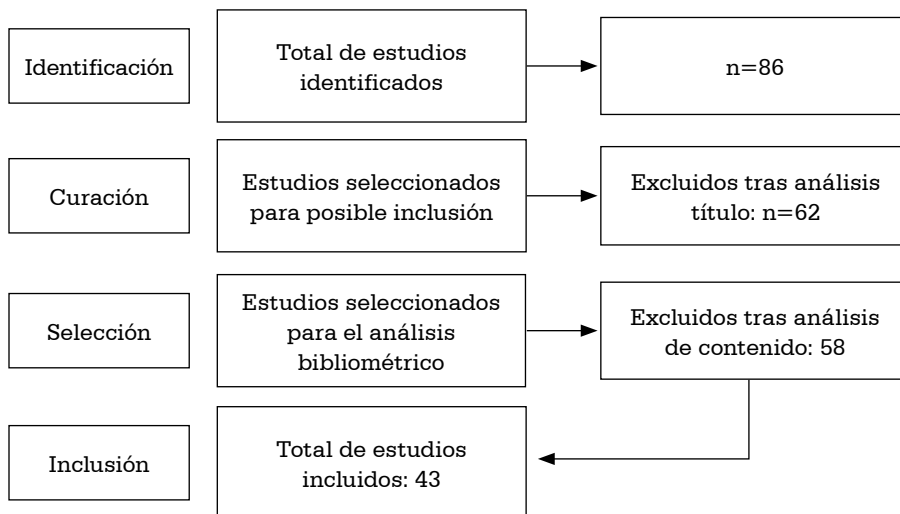 Identificación
Total de estudios
identificados
n=86
Curación
Estudios seleccionados
para posible inclusión
Excluidos tras análisis
título: n=62
Selección
Estudios seleccionados
para el análisis
bibliométrico
Excluidos tras análisis
de contenido: 58
Inclusión
Total de estudios
incluidos: 43